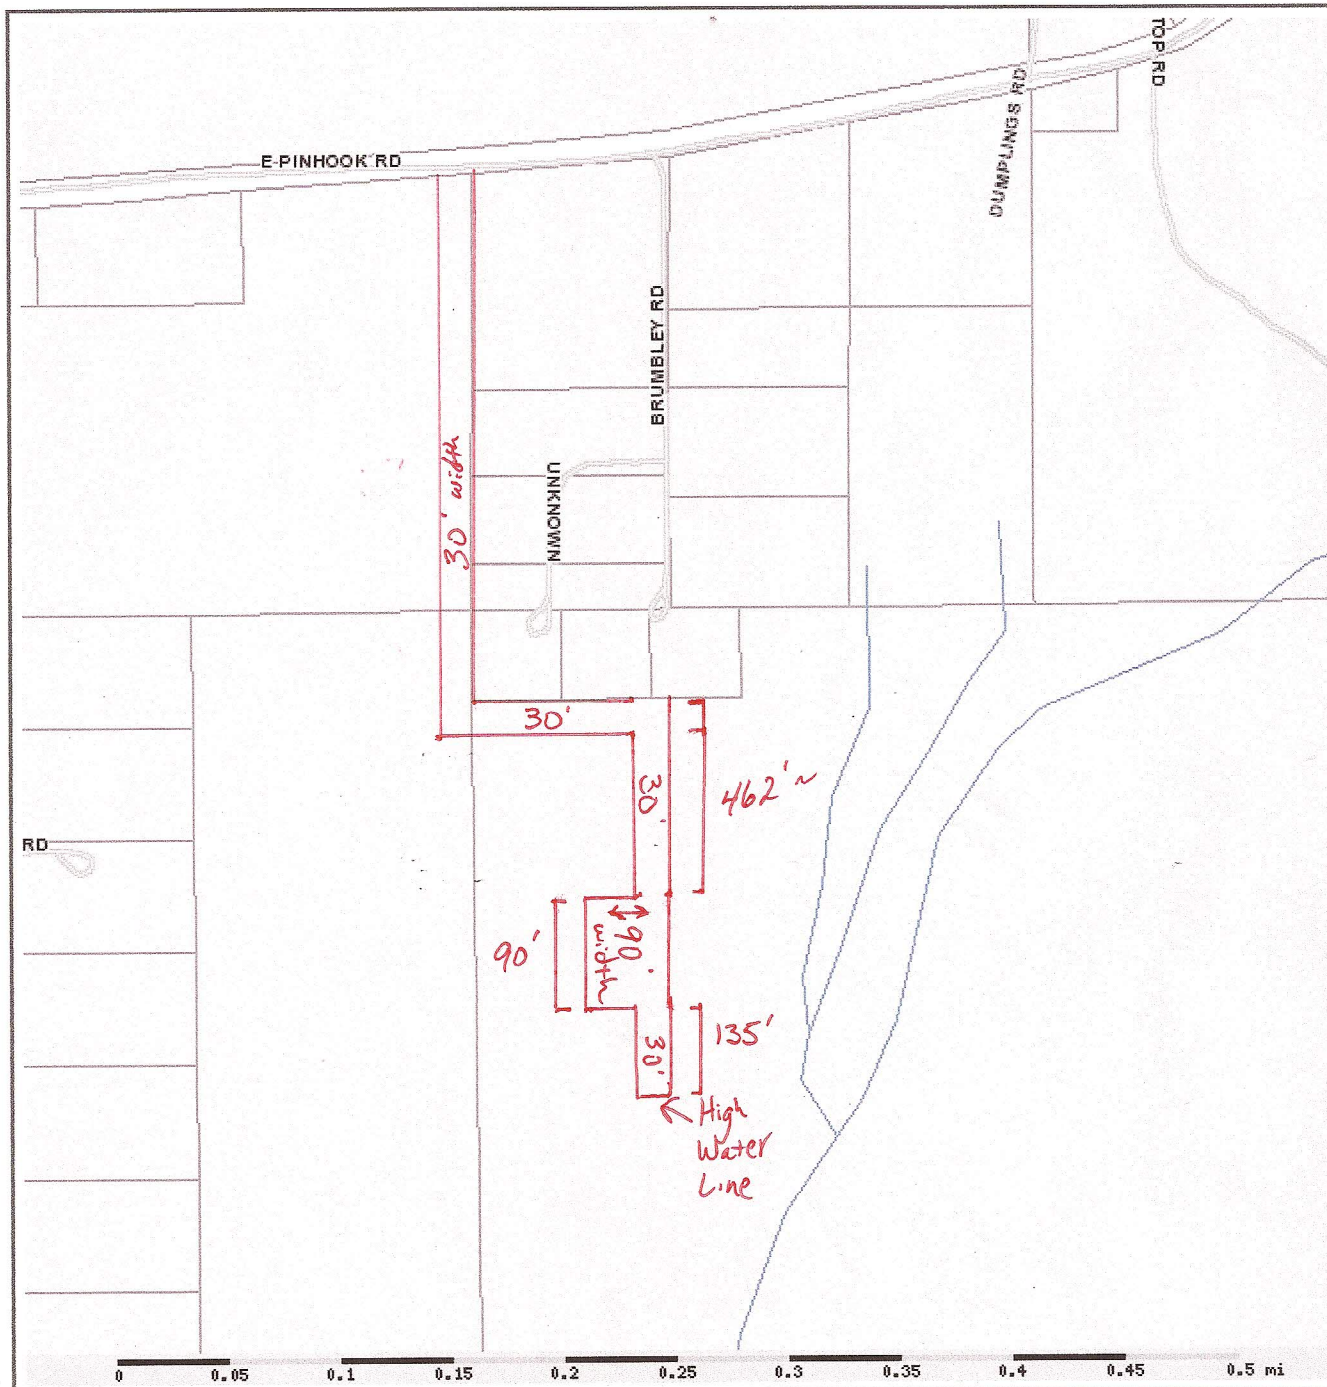 TOP RD
DUMPLINGS RD
E-PINHOOK RD
BRUMBLEY RD
30' width
UNKNOWN
30'
30'
462' ~
RD
90'
90' width
135'
30'
High
Water
Line
0 0.05 0.1 0.15 0.2 0.25 0.3 0.35 0.4 0.45 0.5 mi